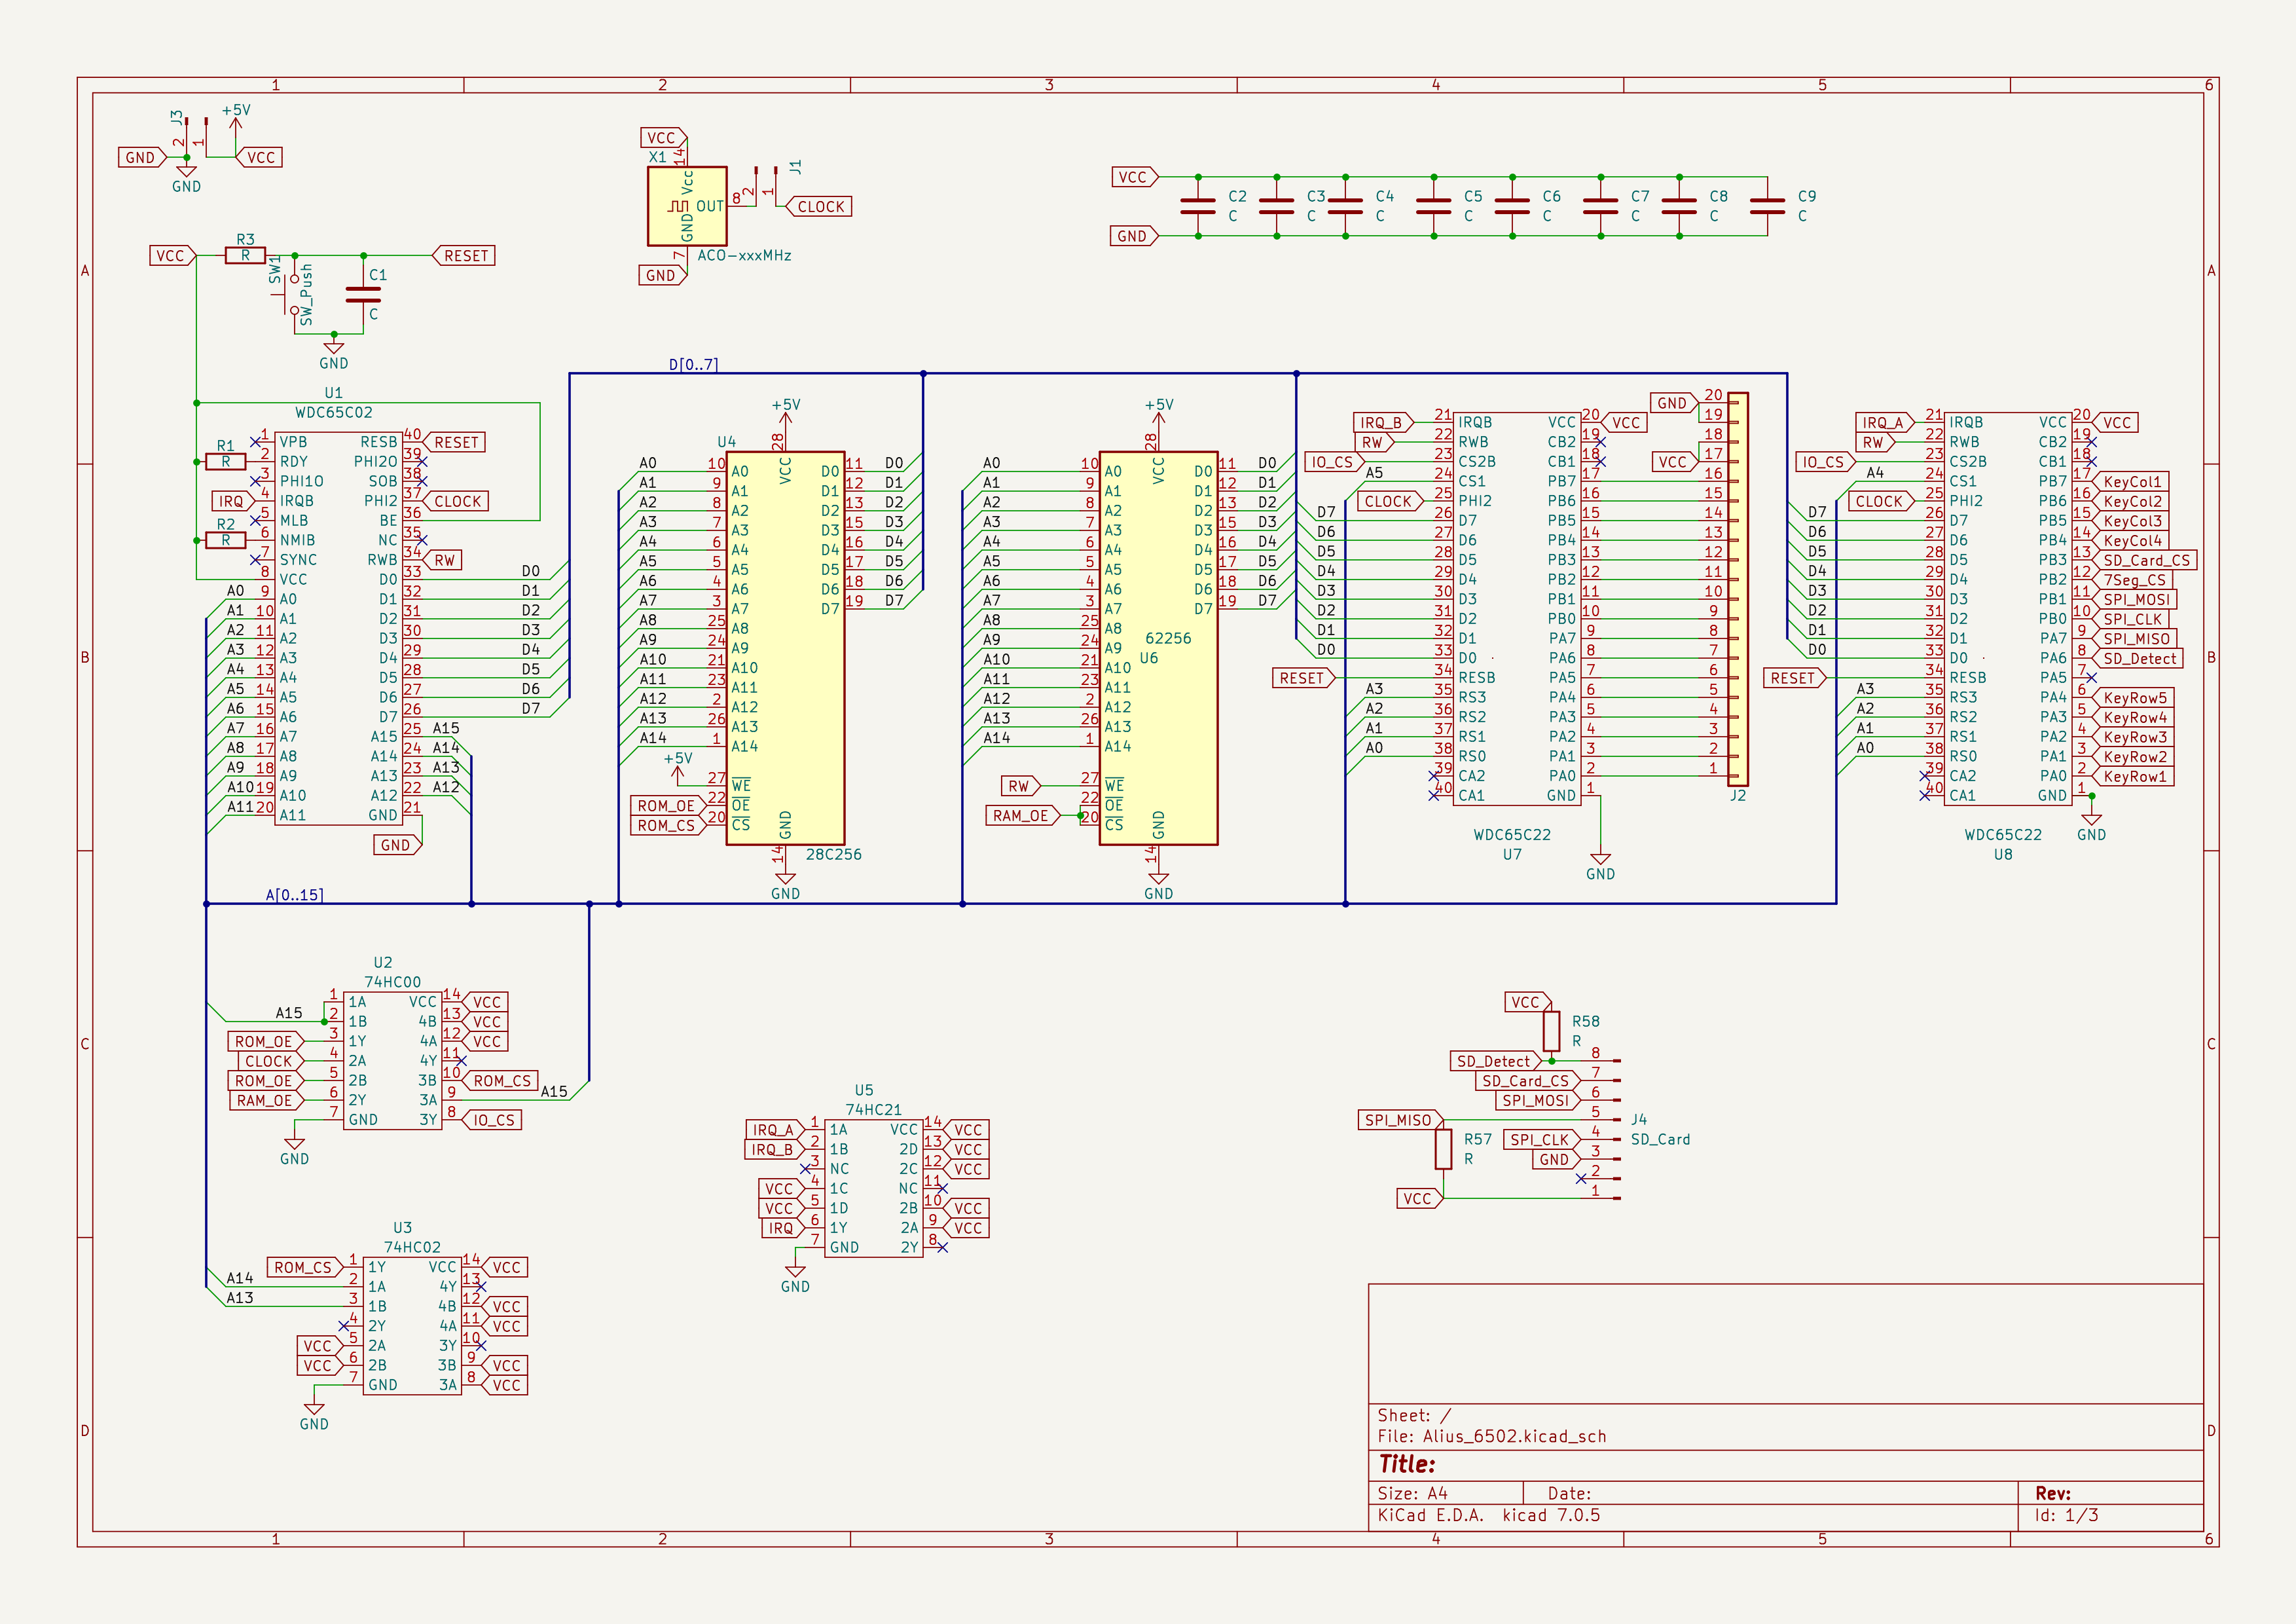 1 2 3 4 5 6
A B C D
J3
+5V
2 1
GND VCC
GND
VCC
X1
14
Vcc
GND
OUT
8
7
GND
ACO-xxxMHz
2 1
J1
CLOCK
VCC
GND
C2
C
C3
C
C4
C
C5
C
C6
C
C7
C
C8
C
C9
C
VCC
R3
R
SW1
SW_Push
RESET
C1
C
GND
D[0..7]
U1
WDC65C02
1 VPB RESB 40 RESET
R1
R 2 RDY PHI2O 39
3 PHI1O SOB 38
IRQ 4 IRQB PHI2 37 CLOCK
5 MLB BE 36
R2
R 6 NMIB NC 35
7 SYNC RWB 34 RW
8 VCC D0 33 D0
A0 9 A0 D1 32 D1
A1 10 A1 D2 31 D2
A2 11 A2 D3 30 D3
A3 12 A3 D4 29 D4
A4 13 A4 D5 28 D5
A5 14 A5 D6 27 D6
A6 15 A6 D7 26 D7
A7 16 A7 A15 25 A15
A8 17 A8 A14 24 A14
A9 18 A9 A13 23 A13
A10 19 A10 A12 22 A12
A11 20 A11 GND 21
GND
+5V
U4
28
VCC
A0 10 A0 D0 11 D0
A1 9 A1 D1 12 D1
A2 8 A2 D2 13 D2
A3 7 A3 D3 15 D3
A4 6 A4 D4 16 D4
A5 5 A5 D5 17 D5
A6 4 A6 D6 18 D6
A7 3 A7 D7 19 D7
A8 25 A8
A9 24 A9
A10 21 A10
A11 23 A11
A12 2 A12
A13 26 A13
A14 1 A14
+5V
27 WE
ROM_OE 22 OE
ROM_CS 20 CS
GND
14
28C256
GND
+5V
28
VCC
A0 10 A0 D0 11 D0
A1 9 A1 D1 12 D1
A2 8 A2 D2 13 D2
A3 7 A3 D3 15 D3
A4 6 A4 D4 16 D4
A5 5 A5 D5 17 D5
A6 4 A6 D6 18 D6
A7 3 A7 D7 19 D7
A8 25 A8
62256
A9 24 A9
U6
A10 21 A10
A11 23 A11
A12 2 A12
A13 26 A13
A14 1 A14
RW 27 WE
22 OE
RAM_OE
20 CS
GND
14
GND
IRQ_B 21 IRQB VCC 20 VCC
RW 22 RWB CB2 19
IO_CS 23 CS2B CB1 18
A5 24 CS1 PB7 17
CLOCK 25 PHI2 PB6 16
D7 26 D7 PB5 15
D6 27 D6 PB4 14
D5 28 D5 PB3 13
D4 29 D4 PB2 12
D3 30 D3 PB1 11
D2 31 D2 PB0 10
D1 32 D1 PA7 9
D0 33 D0 PA6 8
RESET 34 RESB PA5 7
A3 35 RS3 PA4 6
A2 36 RS2 PA3 5
A1 37 RS1 PA2 4
A0 38 RS0 PA1 3
39 CA2 PA0 2
40 CA1 GND 1
WDC65C22
U7
GND
GND 20
19
18
VCC 17
16
15
14
13
12
11
10
9
8
7
6
5
4
3
2
1
J2
IRQ_A 21 IRQB VCC 20 VCC
RW 22 RWB CB2 19
IO_CS 23 CS2B CB1 18
A4 24 CS1 PB7 17 KeyCol1
CLOCK 25 PHI2 PB6 16 KeyCol2
D7 26 D7 PB5 15 KeyCol3
D6 27 D6 PB4 14 KeyCol4
D5 28 D5 PB3 13 SD_Card_CS
D4 29 D4 PB2 12 7Seg_CS
D3 30 D3 PB1 11 SPI_MOSI
D2 31 D2 PB0 10 SPI_CLK
D1 32 D1 PA7 9 SPI_MISO
D0 33 D0 PA6 8 SD_Detect
RESET 34 RESB PA5 7
A3 35 RS3 PA4 6 KeyRow5
A2 36 RS2 PA3 5 KeyRow4
A1 37 RS1 PA2 4 KeyRow3
A0 38 RS0 PA1 3 KeyRow2
39 CA2 PA0 2 KeyRow1
40 CA1 GND 1
WDC65C22
U8
GND
A[0..15]
U2
74HC00
1 1A VCC 14 VCC
A15 2 1B 4B 13 VCC
ROM_OE 3 1Y 4A 12 VCC
CLOCK 4 2A 4Y 11
ROM_OE 5 2B 3B 10 ROM_CS
RAM_OE 6 2Y 3A 9 A15
7 GND 3Y 8 IO_CS
GND
U3
74HC02
ROM_CS 1 1Y VCC 14 VCC
A14 2 1A 4Y 13
A13 3 1B 4B 12 VCC
4 2Y 4A 11 VCC
VCC 5 2A 3Y 10
VCC 6 2B 3B 9 VCC
7 GND 3A 8 VCC
GND
U5
74HC21
IRQ_A 1 1A VCC 14 VCC
IRQ_B 2 1B 2D 13 VCC
3 NC 2C 12 VCC
VCC 4 1C NC 11
VCC 5 1D 2B 10 VCC
IRQ 6 1Y 2A 9 VCC
7 GND 2Y 8
GND
VCC
R58
R
SD_Detect 8
SD_Card_CS 7
SPI_MOSI 6
SPI_MISO 5
J4
R57
R
SPI_CLK 4
SD_Card
GND 3
2
VCC 1
Sheet: /
File: Alius_6502.kicad_sch
Title:
Size: A4 Date: Rev:
KiCad E.D.A. kicad 7.0.5 Id: 1/3
A B C D
1 2 3 4 5 6